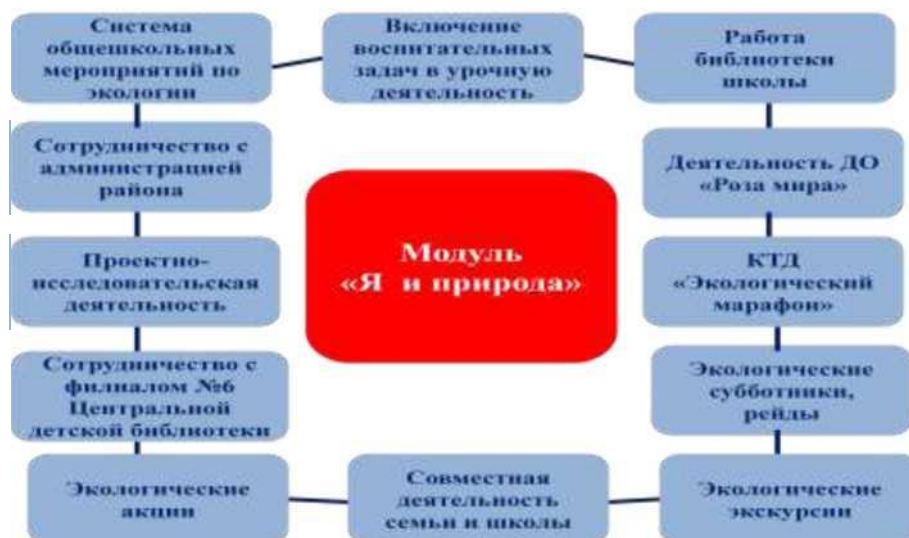 Система
общешкольных
мероприятий по
экологии
Включение
воспитательных
задач в урочную
деятельность
Работа
библиотеки
школы
Сотрудничество с
администрацией
района
Деятельность ДО
«Роза мира»
Модуль
«Я и природа»
Проектно-
исследовательская
деятельность
КТД
«Экологический
марафон»
Сотрудничество с
филиалом №6
Центральной
детской библиотеки
Экологические
субботники,
рейды
Экологические
акции
Совместная
деятельность
семьи и школы
Экологические
экскурсии